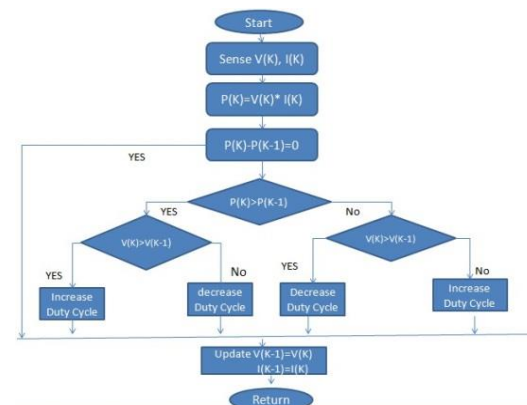 Start
Sense V(K), I(K)
P(K)=V(K)* I(K)
P(K)-P(K-1)=0
YES
P(K)>P(K-1)
YES
No
V(K)>V(K-1)
V(K)>V(K-1)
YES
No
YES
No
Increase
Duty Cycle
decrease
Duty Cycle
Decrease
Duty Cycle
Increase
Duty Cycle
Update V(K-1)=V(K)
I(K-1)=I(K)
Return